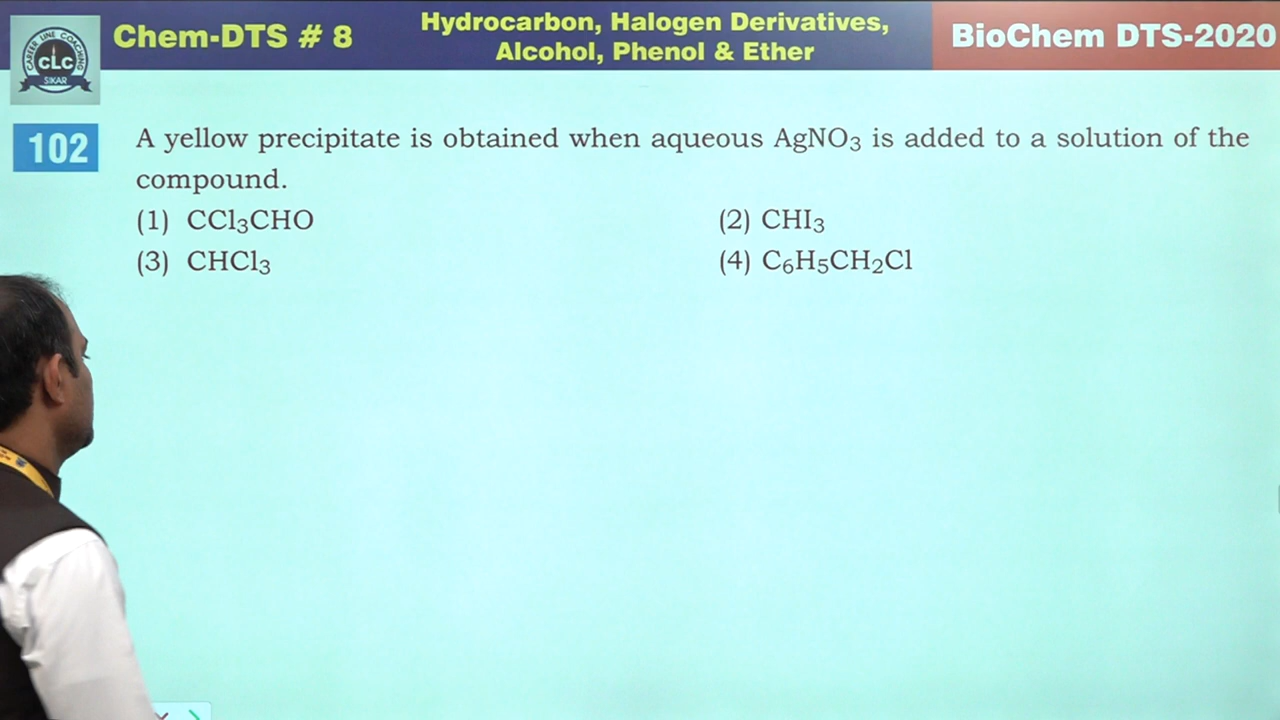 Chem-DTS # 8
Hydrocarbon, Halogen Derivatives,
Alcohol, Phenol & Ether
BioChem DTS-2020
CAREER LINE COACHING
CLC
SIKAR
102
A yellow precipitate is obtained when aqueous AgNO₃ is added to a solution of the
compound.
(1) CCl₃CHO
(2) CHI₃
(3) CHCl₃
(4) C₆H₅CH₂Cl